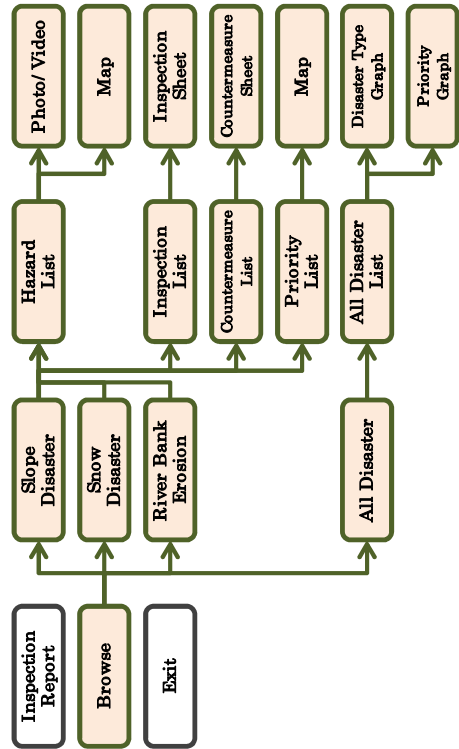 Inspection
Report
Browse
Exit
Slope
Disaster
Snow
Disaster
River Bank
Erosion
All Disaster
Hazard
List
Inspection
List
Countermeasure
List
Priority
List
All Disaster
List
Photo/ Video
Map
Inspection
Sheet
Countermeasure
Sheet
Map
Disaster Type
Graph
Priority
Graph